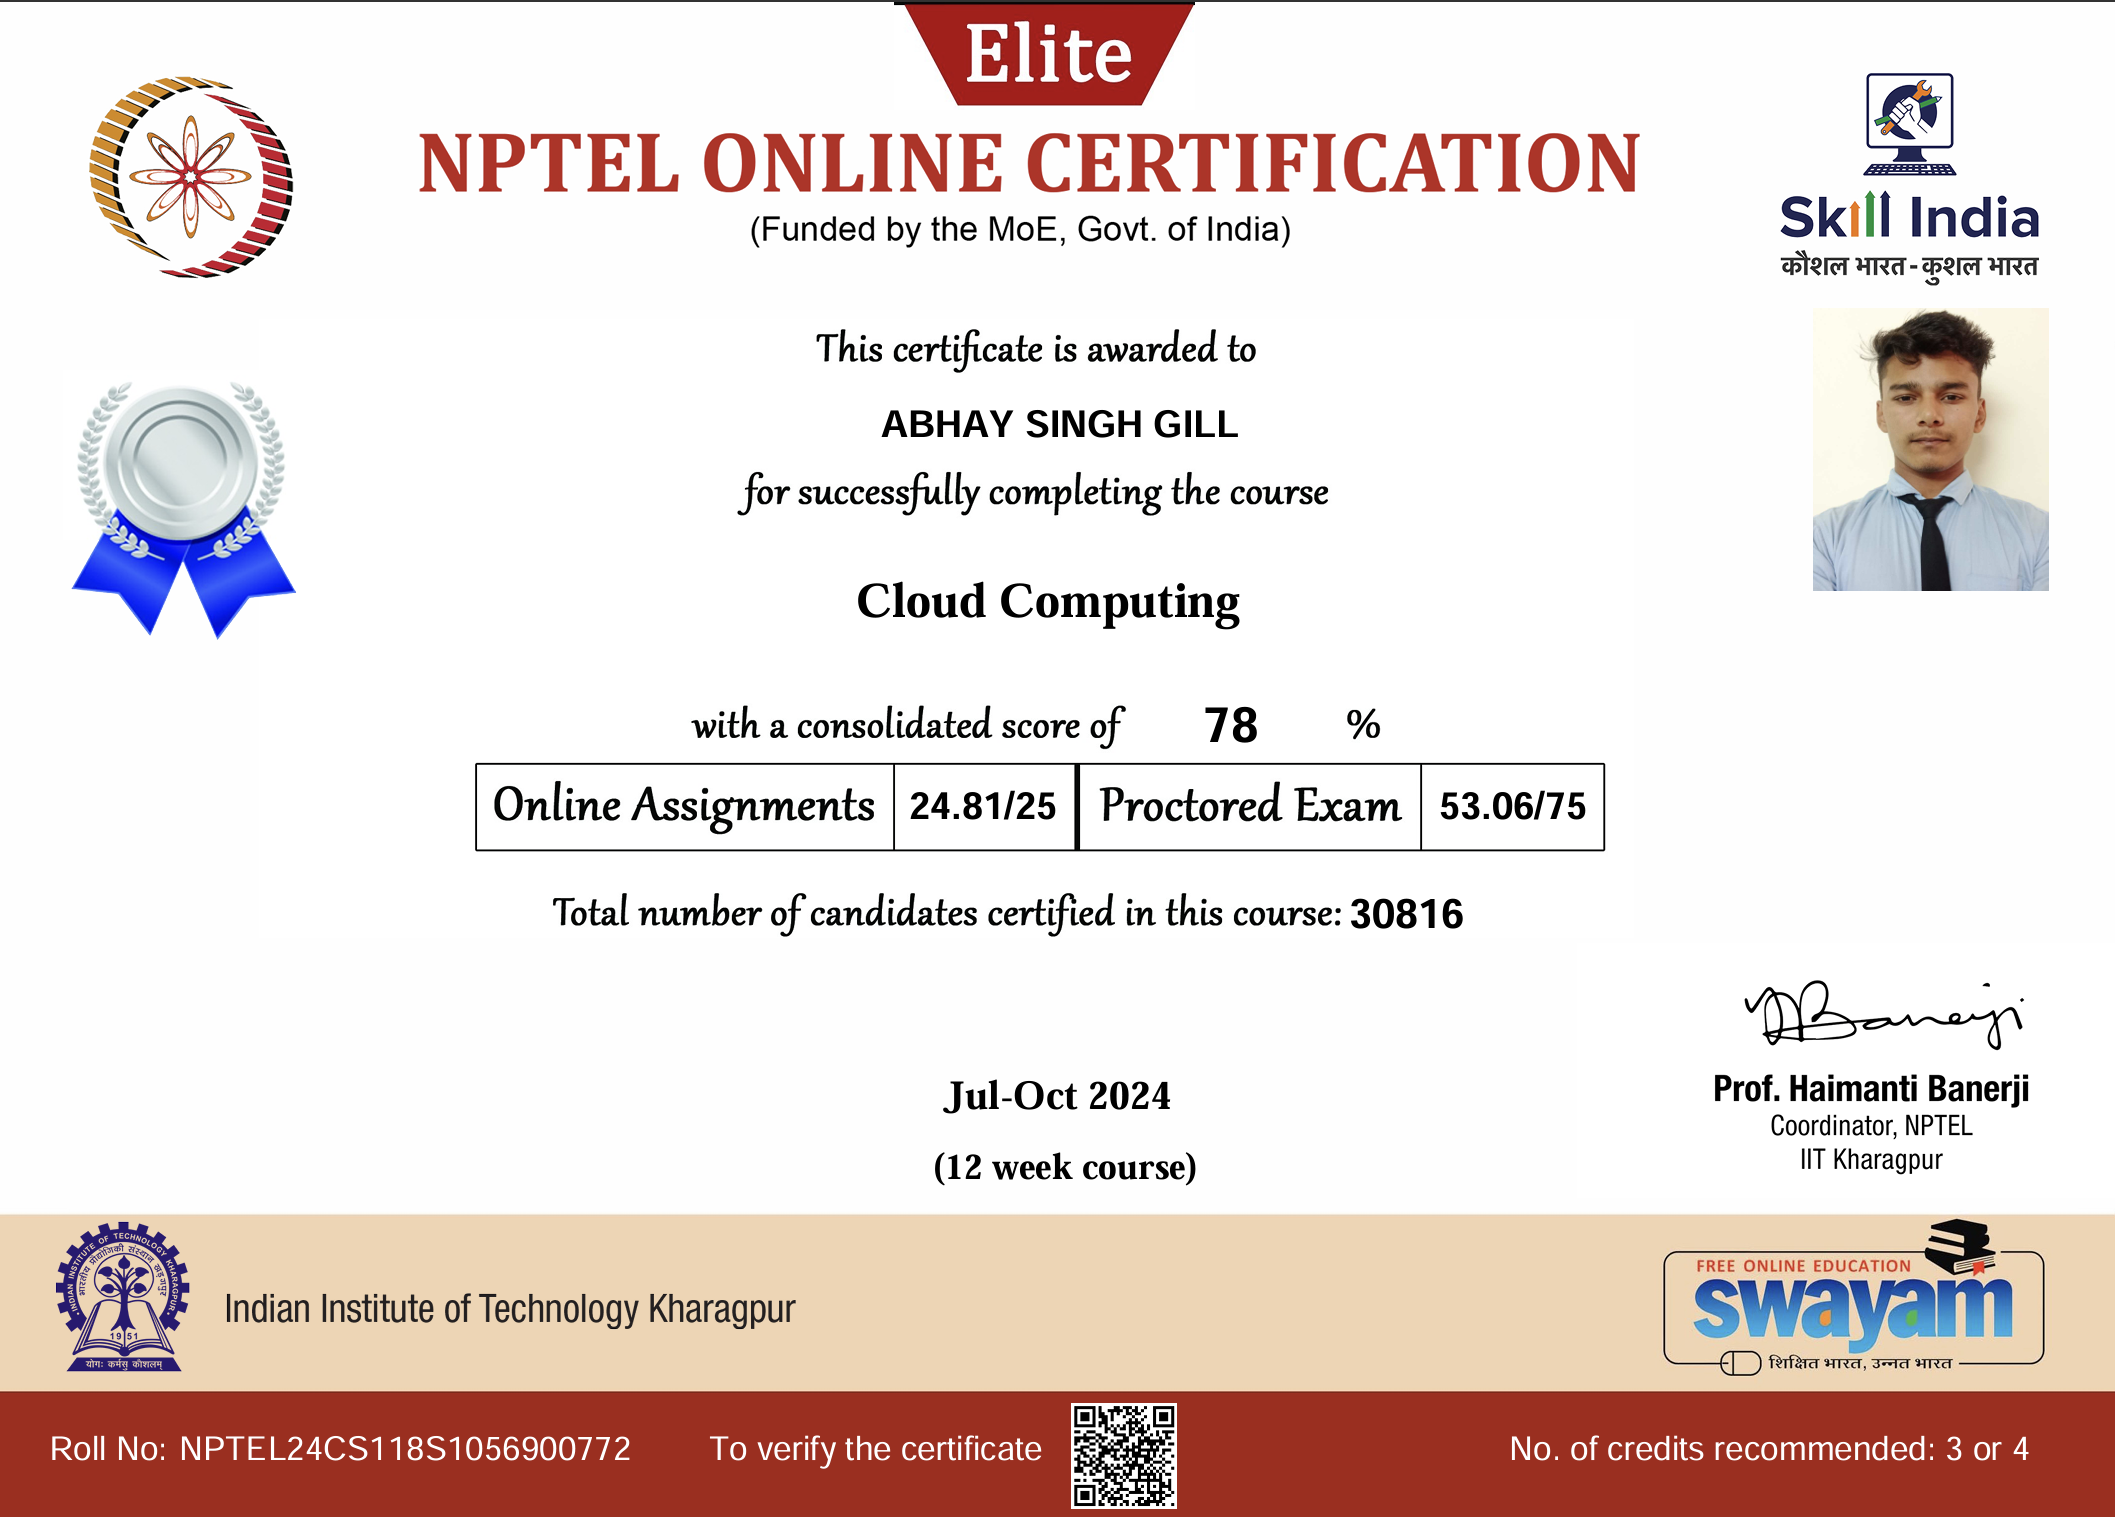 Elite
NPTEL ONLINE CERTIFICATION
(Funded by the MoE, Govt. of India)
Skill India
कौशल भारत - कुशल भारत
This certificate is awarded to
ABHAY SINGH GILL
for successfully completing the course
Cloud Computing
with a consolidated score of 78 %
Online Assignments 24.81/25 Proctored Exam 53.06/75
Total number of candidates certified in this course: 30816
Banerji
Prof. Haimanti Banerji
Coordinator, NPTEL
IIT Kharagpur
Jul-Oct 2024
(12 week course)
INDIAN INSTITUTE OF TECHNOLOGY KHARAGPUR
भारतीय प्रौद्योगिकी संस्थान खड़गपुर
1951
योगः कर्मसु कौशलम्
Indian Institute of Technology Kharagpur
FREE ONLINE EDUCATION
swayam
शिक्षित भारत, उन्नत भारत
Roll No: NPTEL24CS118S1056900772
To verify the certificate
No. of credits recommended: 3 or 4